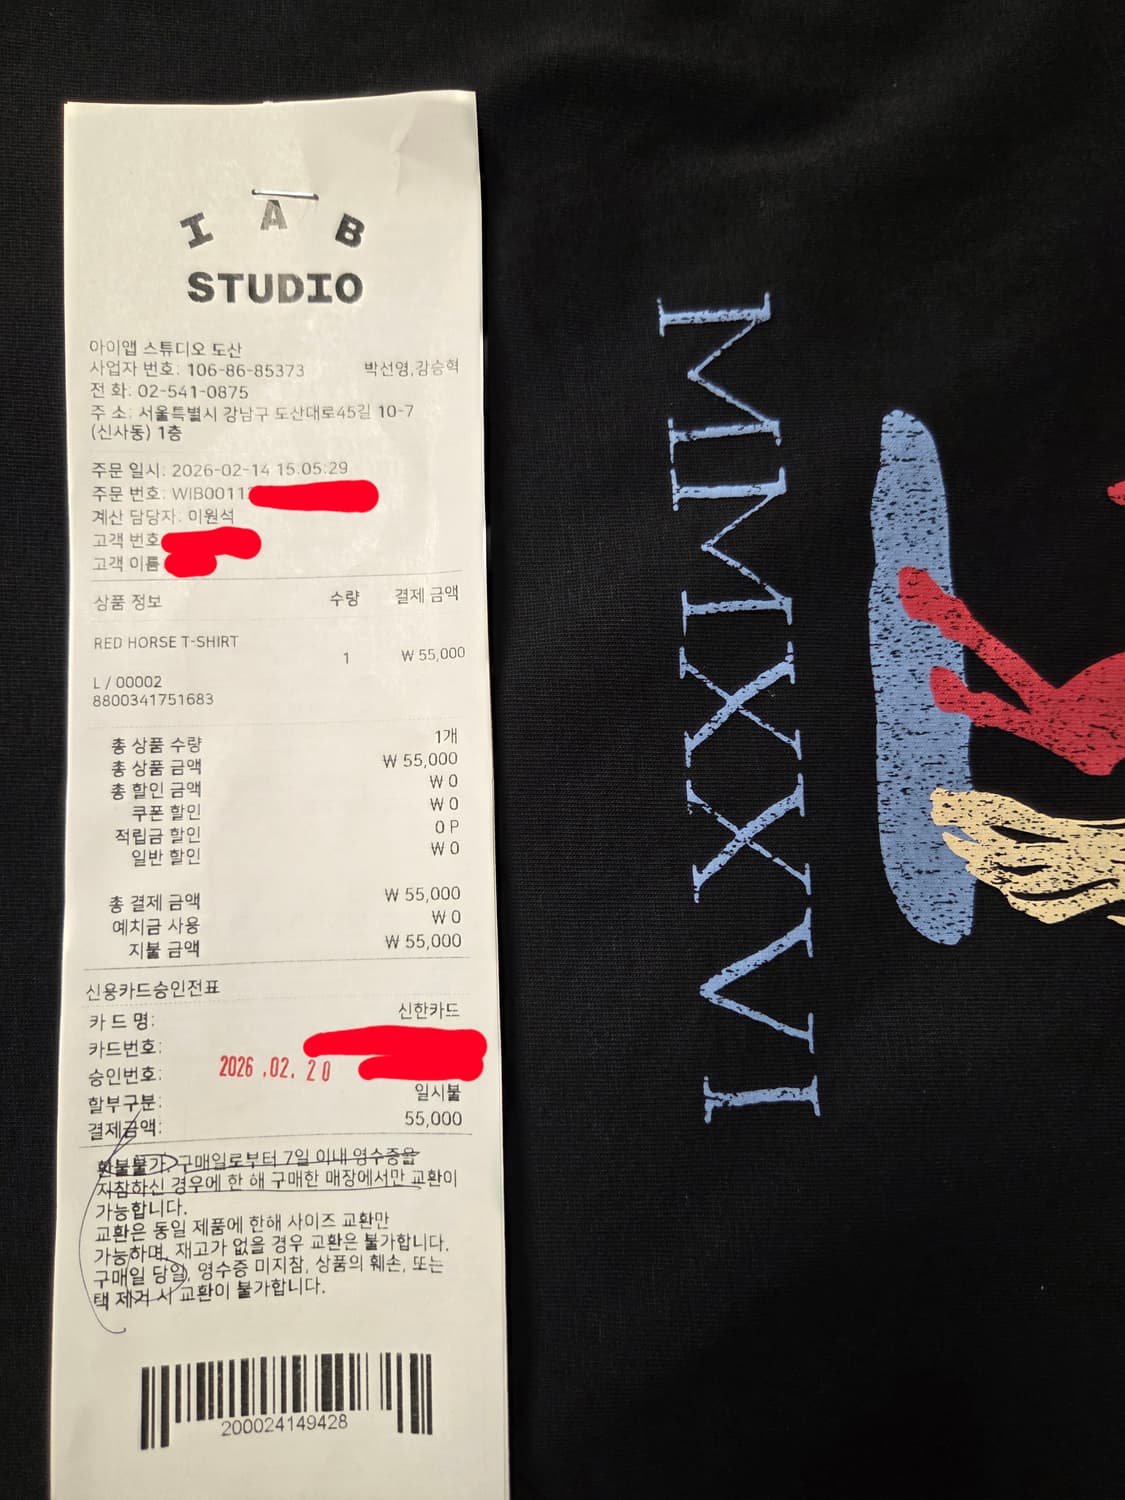 I A B
STUDIO
아이앱 스튜디오 도산
사업자 번호: 106-86-85373 박선영,강승혁
전 화: 02-541-0875
주 소: 서울특별시 강남구 도산대로45길 10-7
(신사동) 1층
주문 일시: 2026-02-14 15:05:29
주문 번호: WIB0011
계산 담당자: 이원석
고객 번호
고객 이름
상품 정보 수량 결제 금액
RED HORSE T-SHIRT
1 ₩ 55,000
L / 00002
8800341751683
총 상품 수량 1개
총 상품 금액 ₩ 55,000
총 할인 금액 ₩ 0
쿠폰 할인 ₩ 0
적립금 할인 0 P
일반 할인 ₩ 0
총 결제 금액 ₩ 55,000
예치금 사용 ₩ 0
지불 금액 ₩ 55,000
신용카드승인전표
카 드 명: 신한카드
카드번호:
승인번호: 2026.02.20
할부구분: 일시불
결제금액: 55,000
환불불가. 구매일로부터 7일 이내 영수증을
지참하신 경우에 한 해 구매한 매장에서만 교환이
가능합니다.
교환은 동일 제품에 한해 사이즈 교환만
가능하며, 재고가 없을 경우 교환은 불가합니다.
구매일 당일, 영수증 미지참, 상품의 훼손, 또는
택 제거 시 교환이 불가합니다.
200024149428
MMXXVI